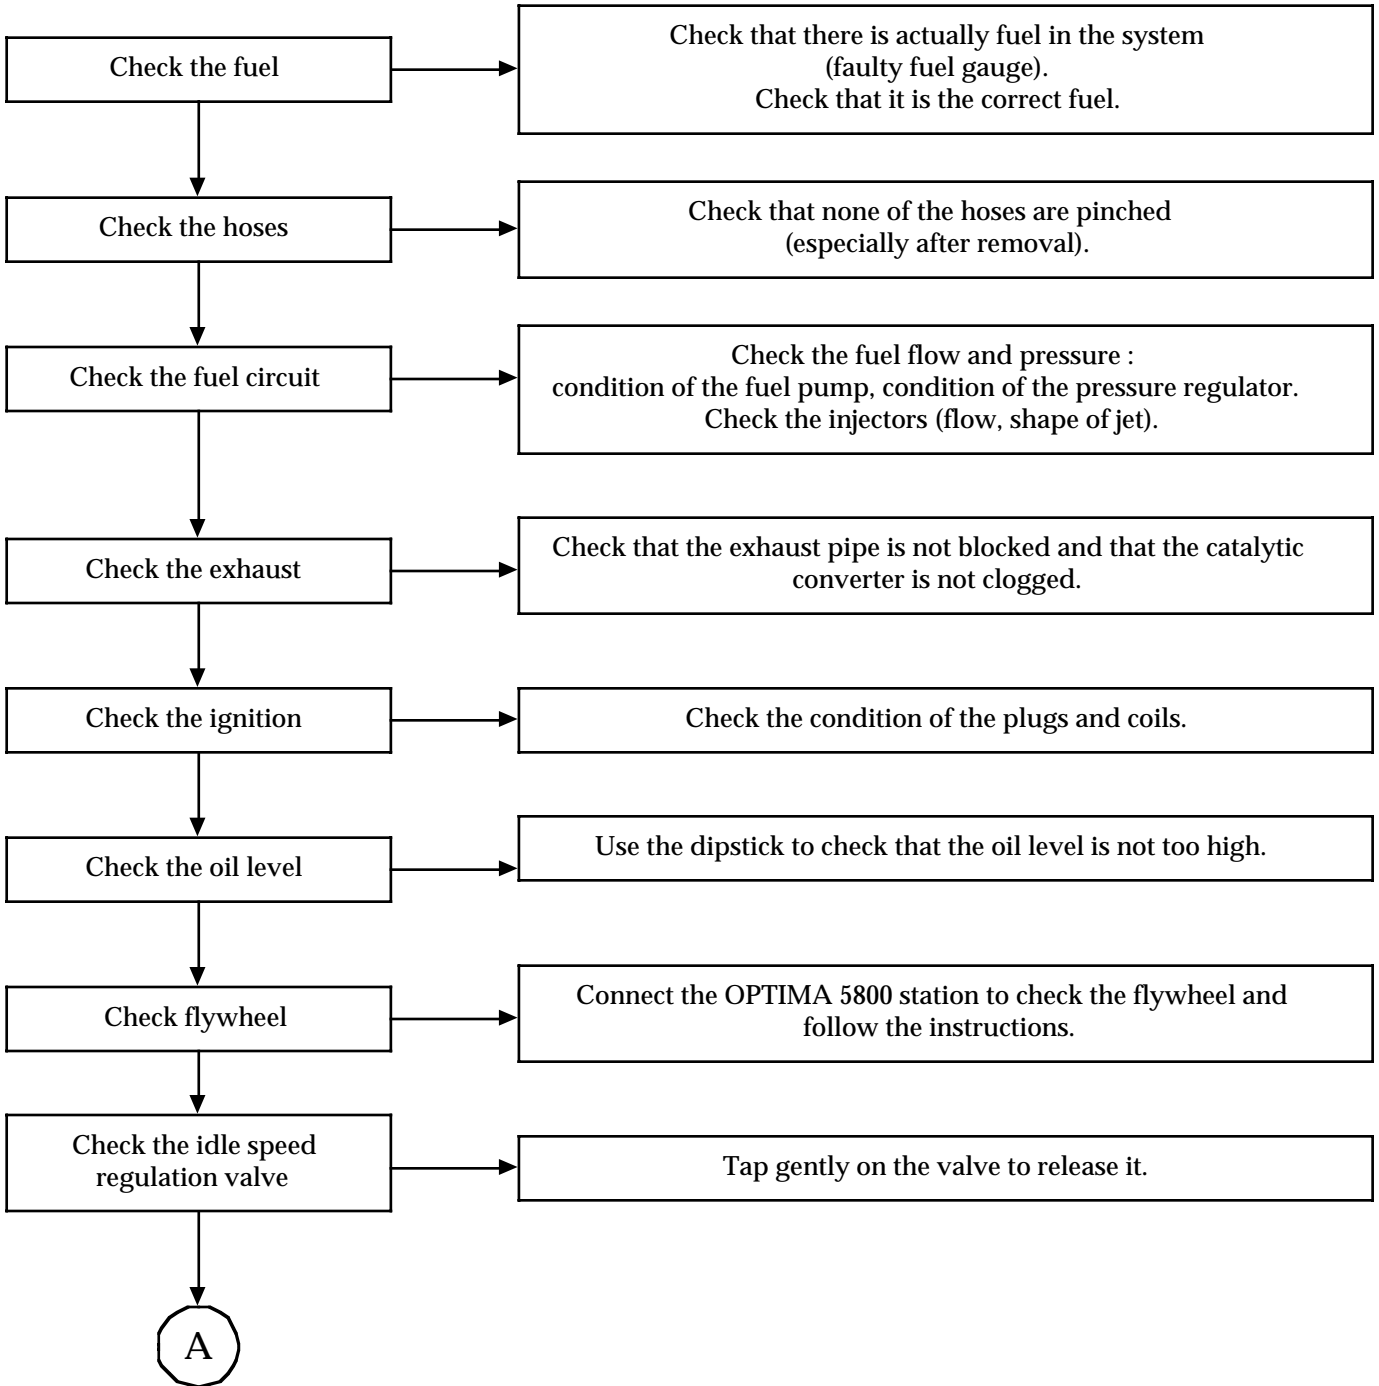 Check the fuel
Check that there is actually fuel in the system
(faulty fuel gauge).
Check that it is the correct fuel.
Check the hoses
Check that none of the hoses are pinched
(especially after removal).
Check the fuel circuit
Check the fuel flow and pressure :
condition of the fuel pump, condition of the pressure regulator.
Check the injectors (flow, shape of jet).
Check the exhaust
Check that the exhaust pipe is not blocked and that the catalytic
converter is not clogged.
Check the ignition
Check the condition of the plugs and coils.
Check the oil level
Use the dipstick to check that the oil level is not too high.
Check flywheel
Connect the OPTIMA 5800 station to check the flywheel and
follow the instructions.
Check the idle speed
regulation valve
Tap gently on the valve to release it.
A